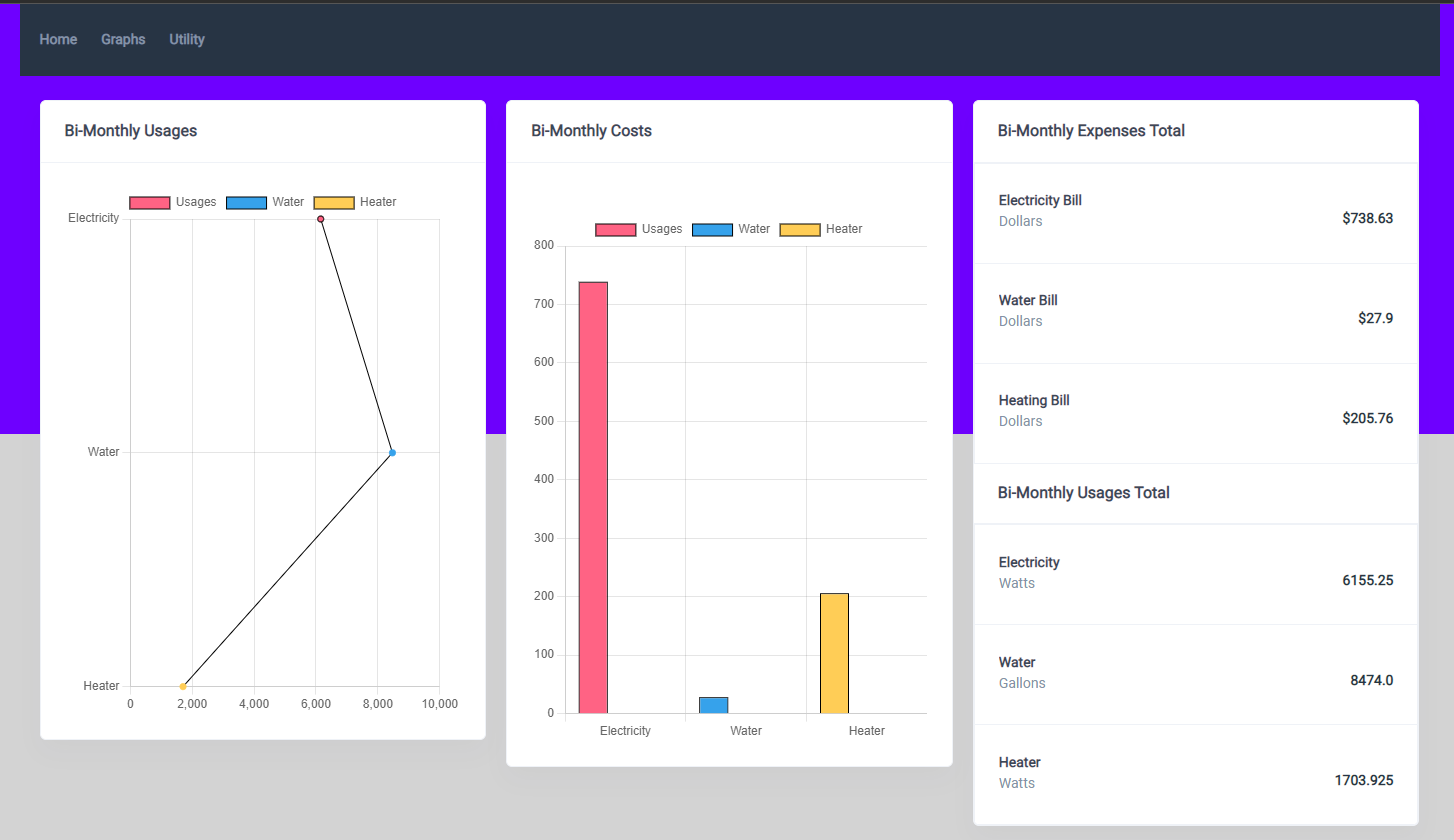 Home Graphs Utility
Bi-Monthly Usages
Usages Water Heater
Electricity
Water
Heater
0 2,000 4,000 6,000 8,000 10,000
Bi-Monthly Costs
Usages Water Heater
800
700
600
500
400
300
200
100
0
Electricity Water Heater
Bi-Monthly Expenses Total
Electricity Bill
Dollars
$738.63
Water Bill
Dollars
$27.9
Heating Bill
Dollars
$205.76
Bi-Monthly Usages Total
Electricity
Watts
6155.25
Water
Gallons
8474.0
Heater
Watts
1703.925